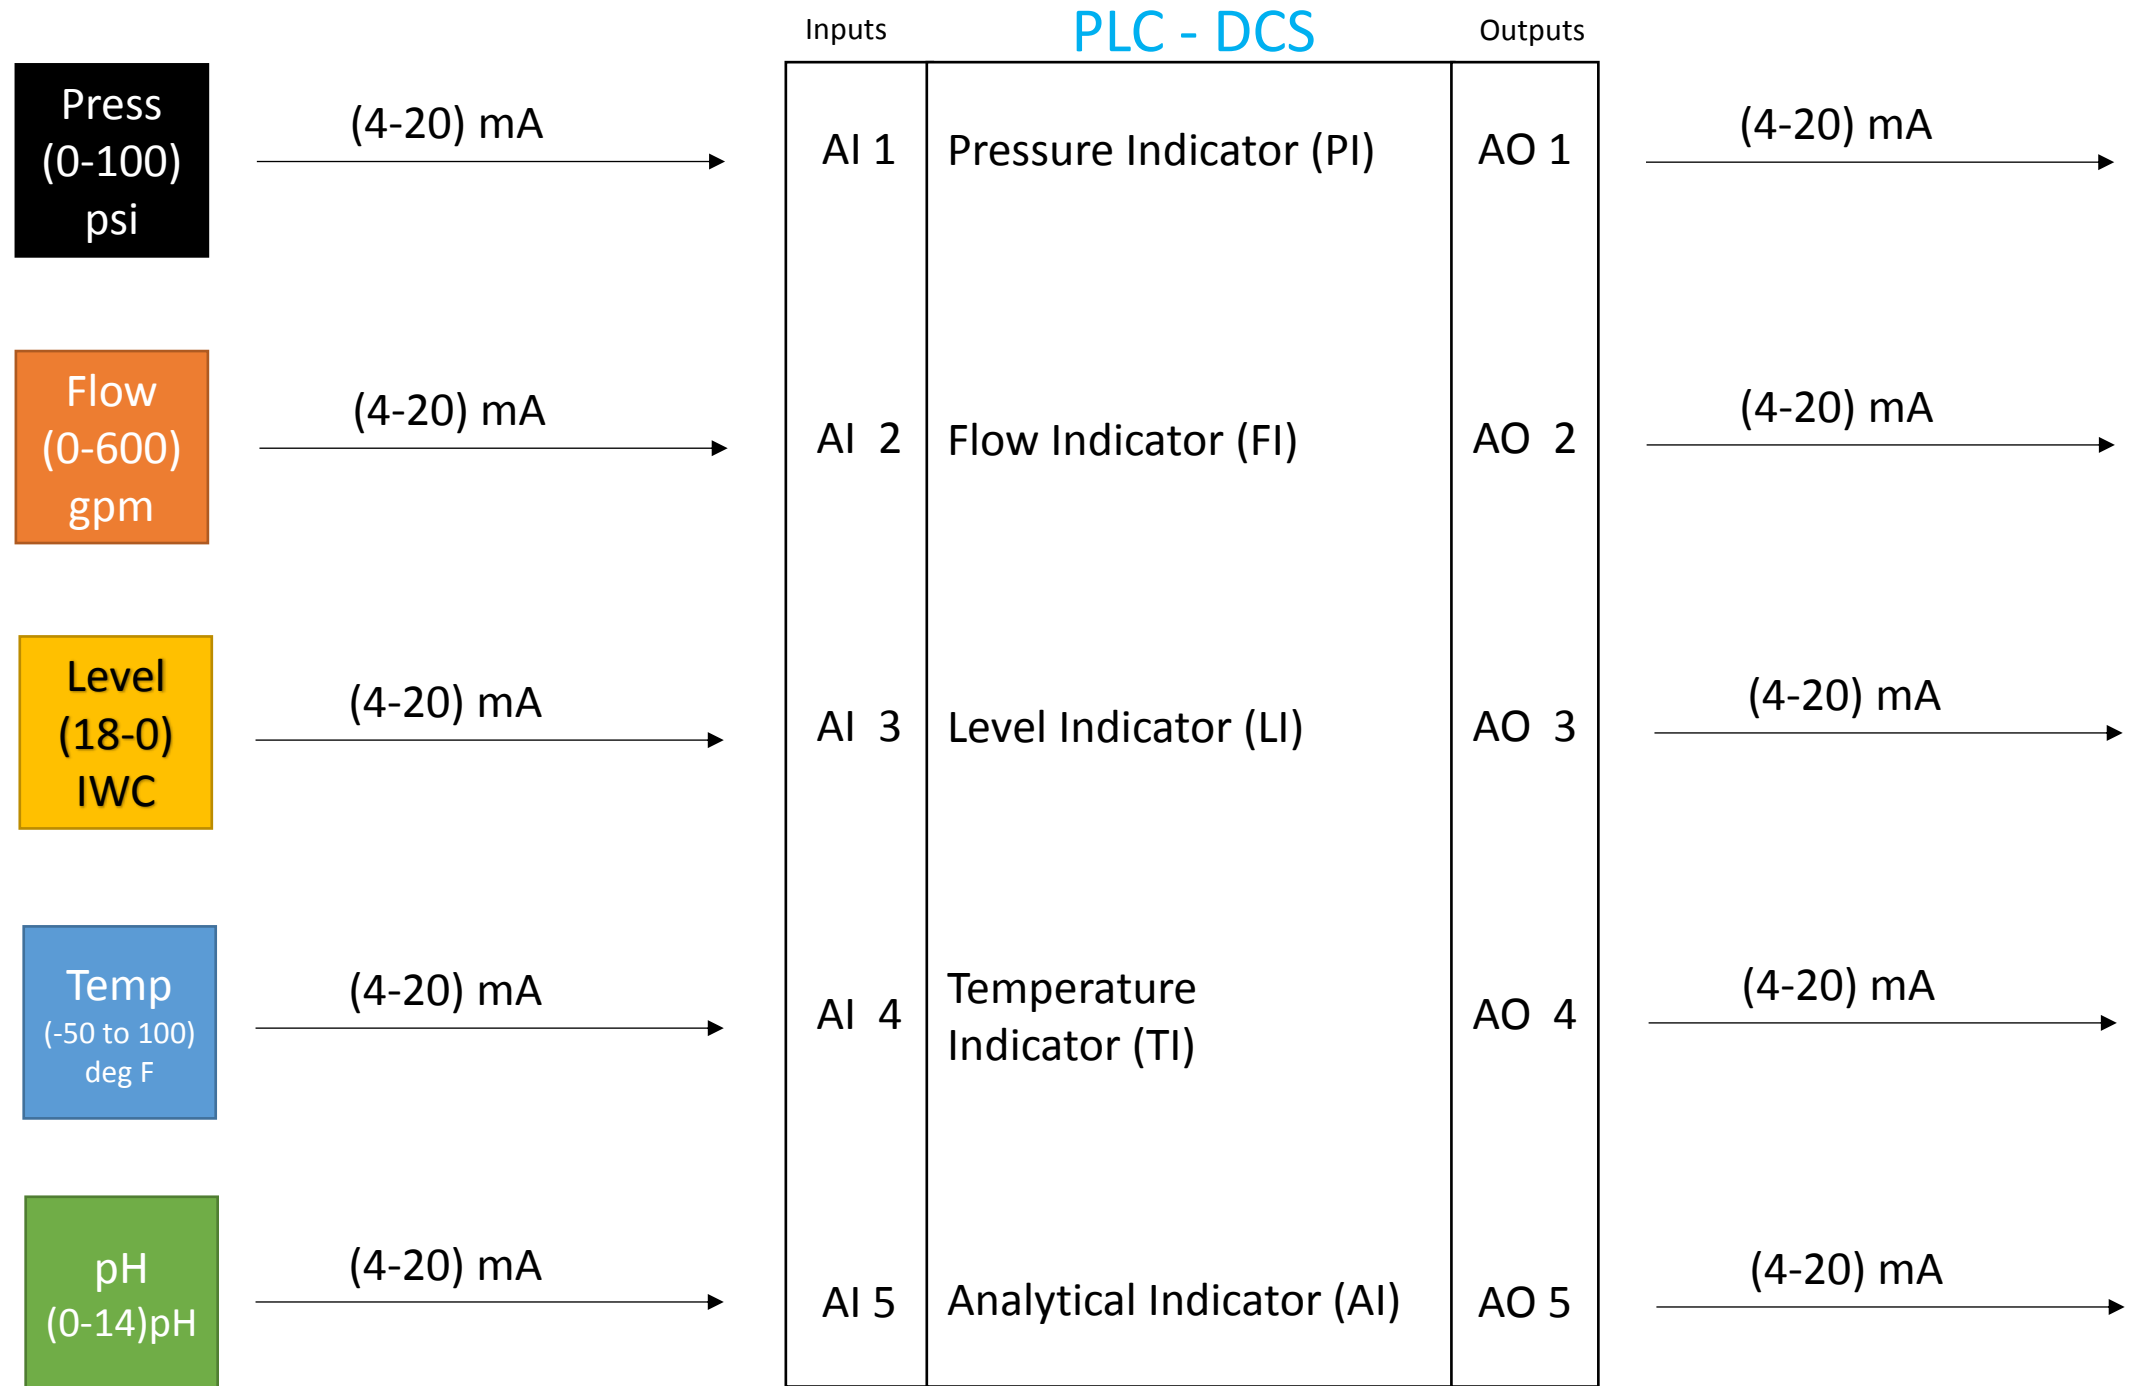 Inputs
PLC - DCS
Outputs
Press
(0-100)
psi
(4-20) mA
AI 1
Pressure Indicator (PI)
AO 1
(4-20) mA
Flow
(0-600)
gpm
(4-20) mA
AI 2
Flow Indicator (FI)
AO 2
(4-20) mA
Level
(18-0)
IWC
(4-20) mA
AI 3
Level Indicator (LI)
AO 3
(4-20) mA
Temp
(-50 to 100)
deg F
(4-20) mA
AI 4
Temperature
Indicator (TI)
AO 4
(4-20) mA
pH
(0-14)pH
(4-20) mA
AI 5
Analytical Indicator (AI)
AO 5
(4-20) mA